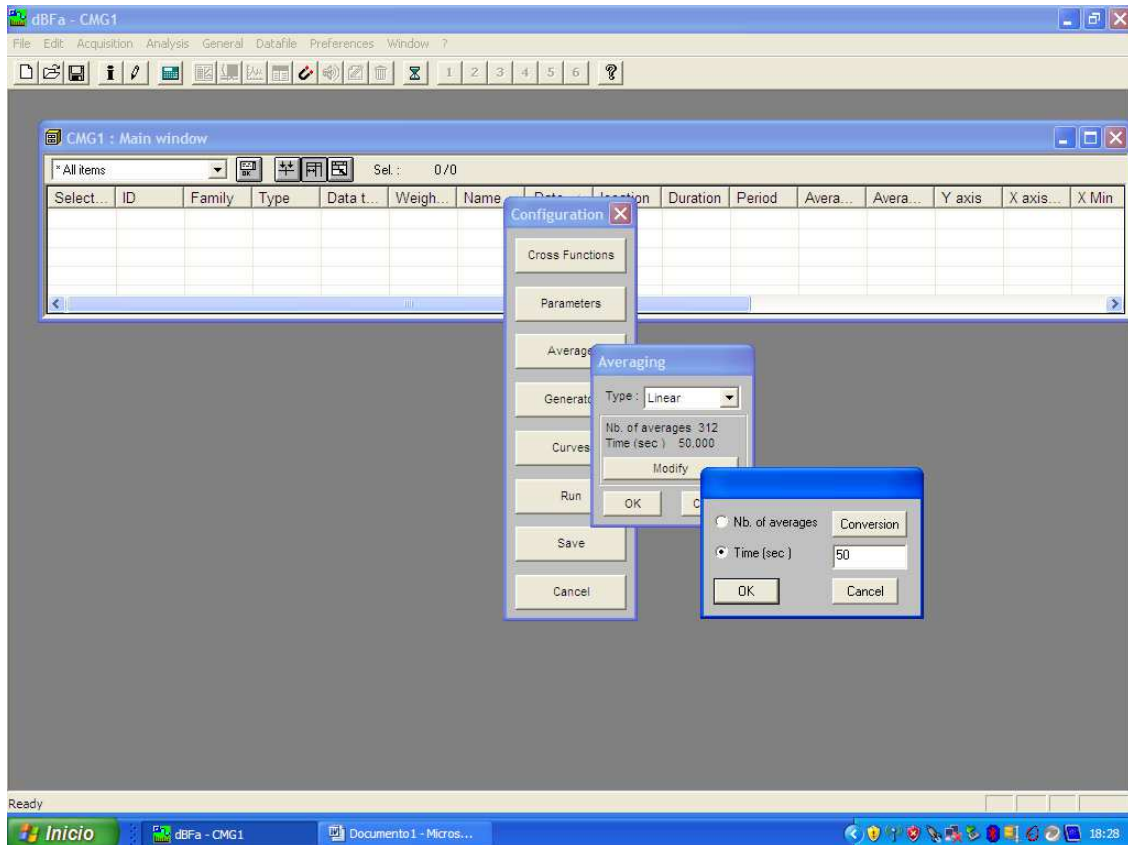 dBFa - CMG1
File Edit Acquisition Analysis General Datafile Preferences Window ?
1 2 3 4 5 6
CMG1 : Main window
* All items Sel. : 0/0
Select... ID Family Type Data t... Weigh... Name Duration Period Avera... Avera... Y axis X axis... X Min
Configuration
Cross Functions
Parameters
Average
Curves
Run
Save
Cancel
Averaging
Type : Linear
Nb. of averages 312
Time (sec ) 50.000
Modify
OK
Nb. of averages Conversion
Time (sec ) 50
OK Cancel
Ready
Inicio dBFa - CMG1 Documento1 - Micros... 18:28